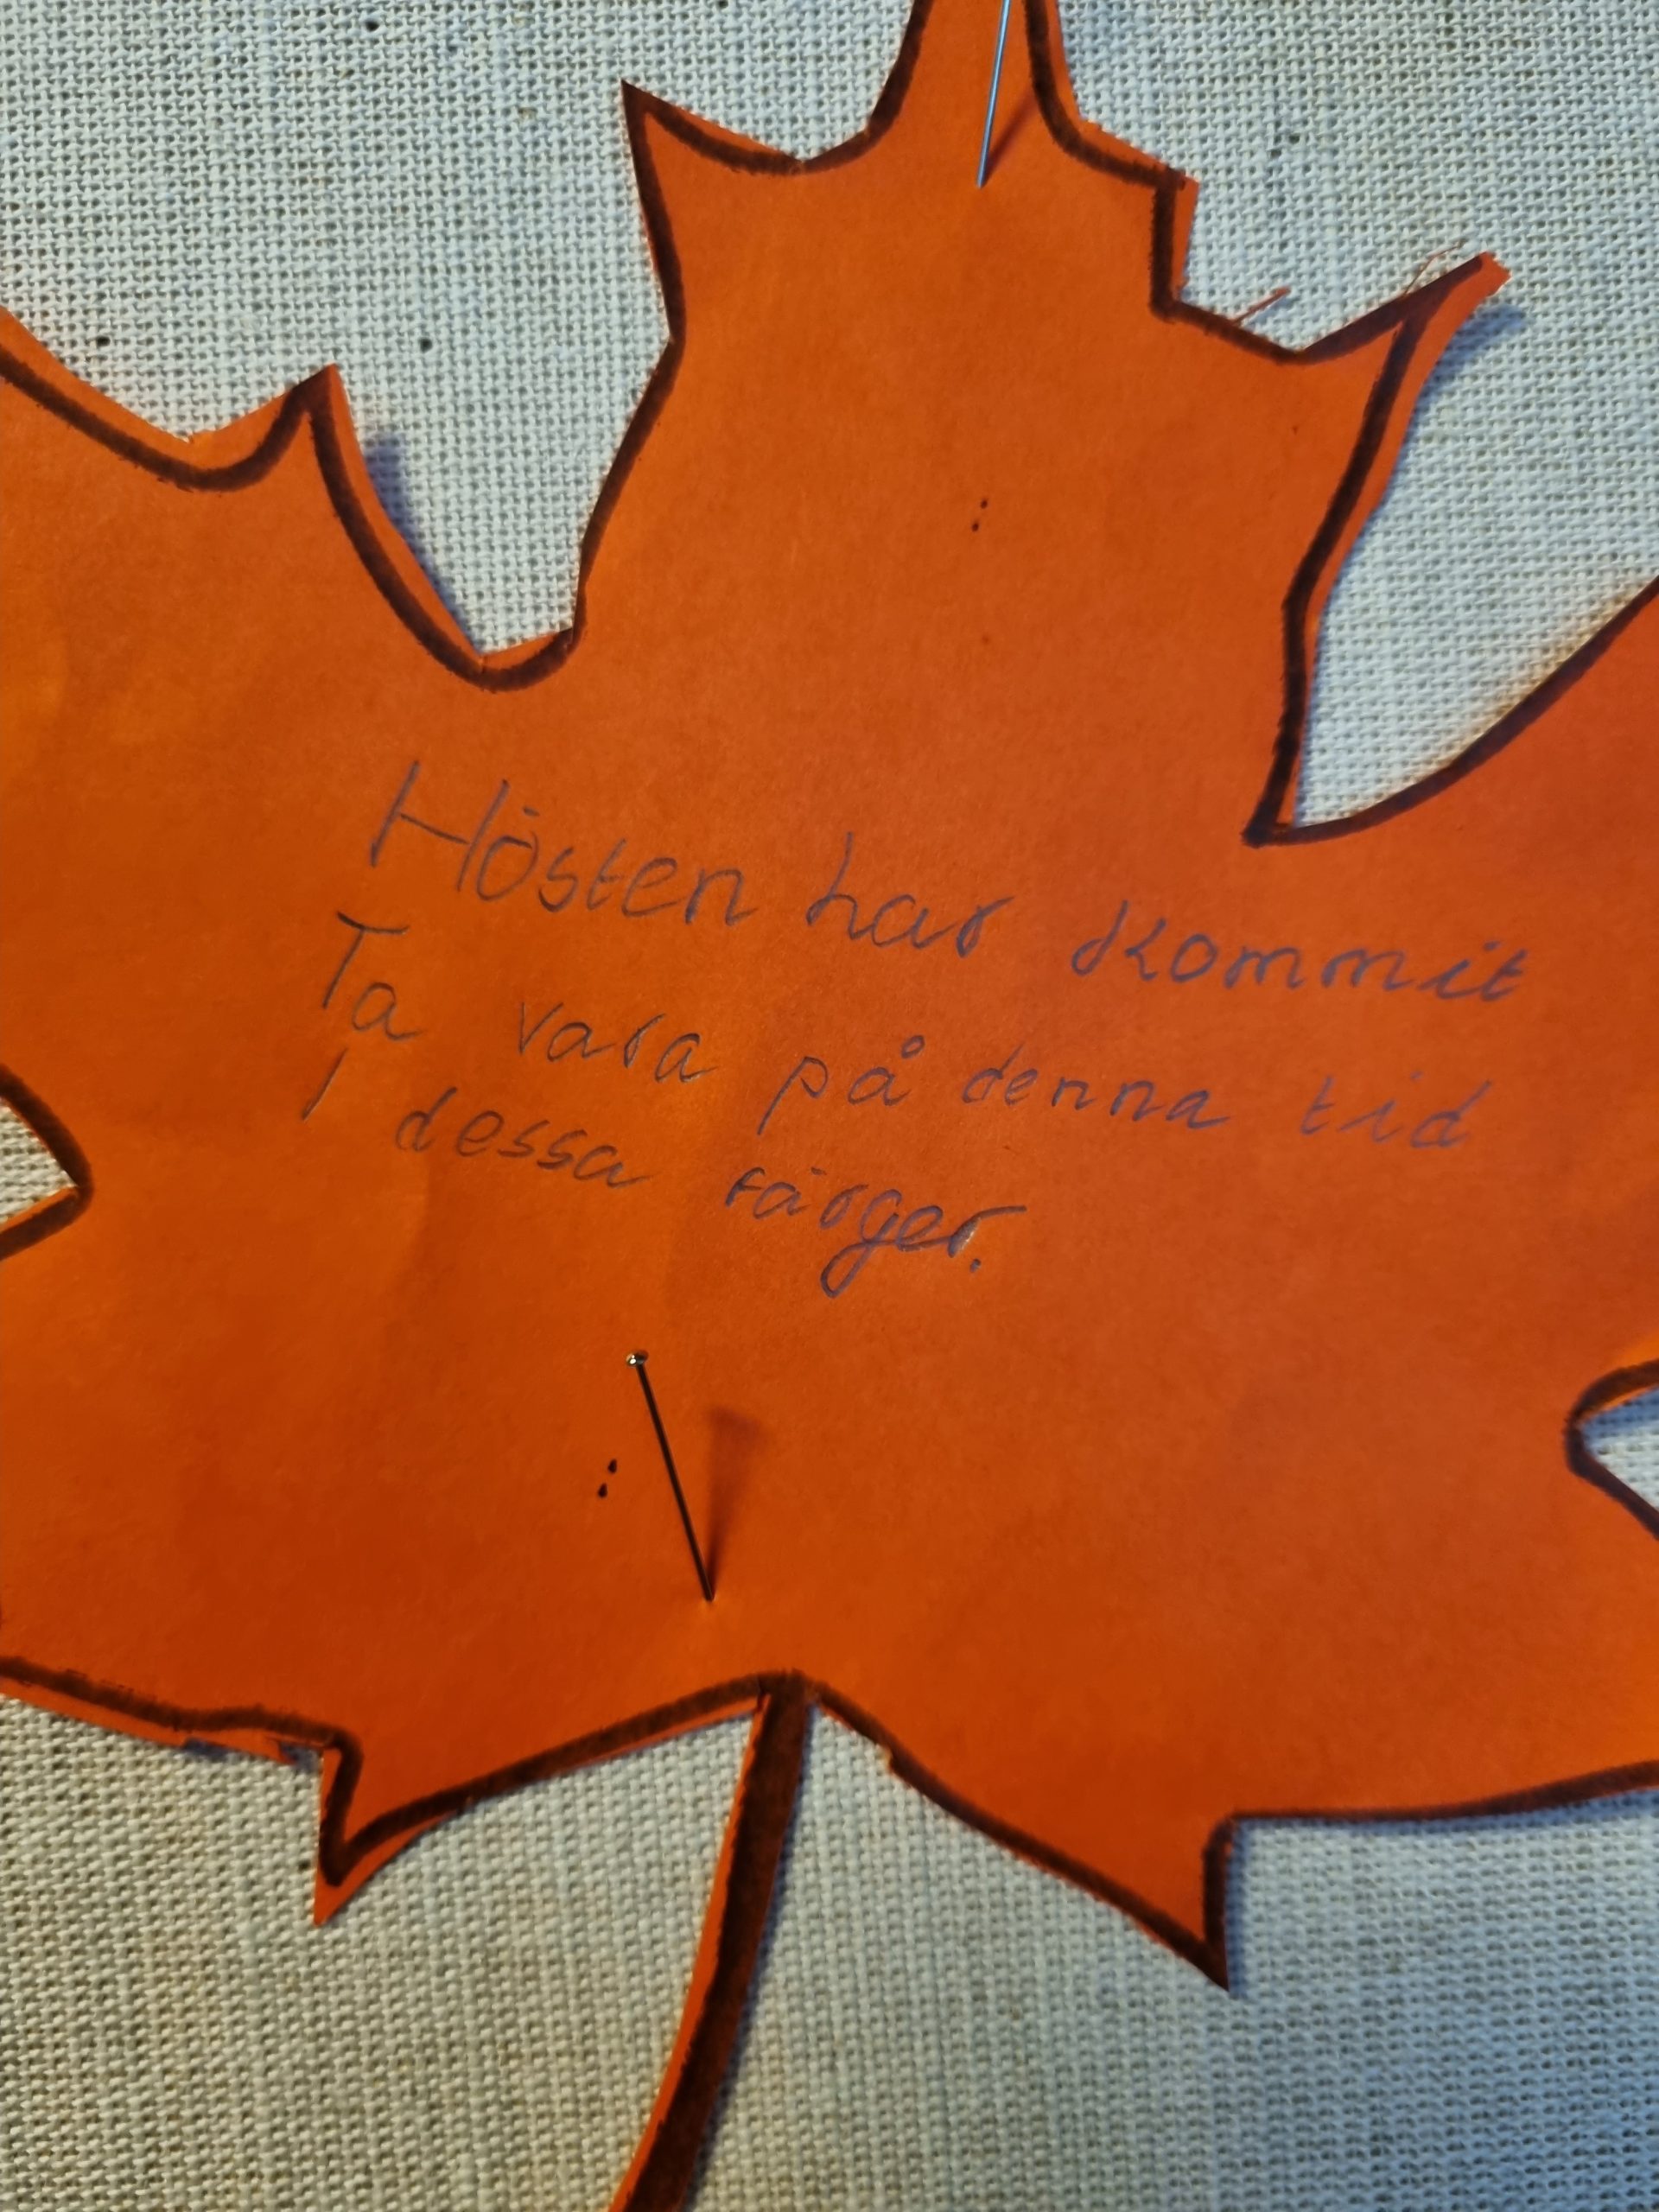 Hösten har kommit
Ta vara på denna tid
I dessa färger.